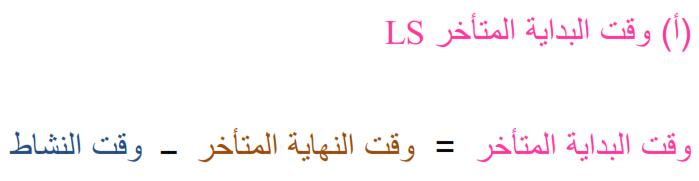 (أ) وقت البداية المتأخر LS
وقت البداية المتأخر = وقت النهاية المتأخر – وقت النشاط